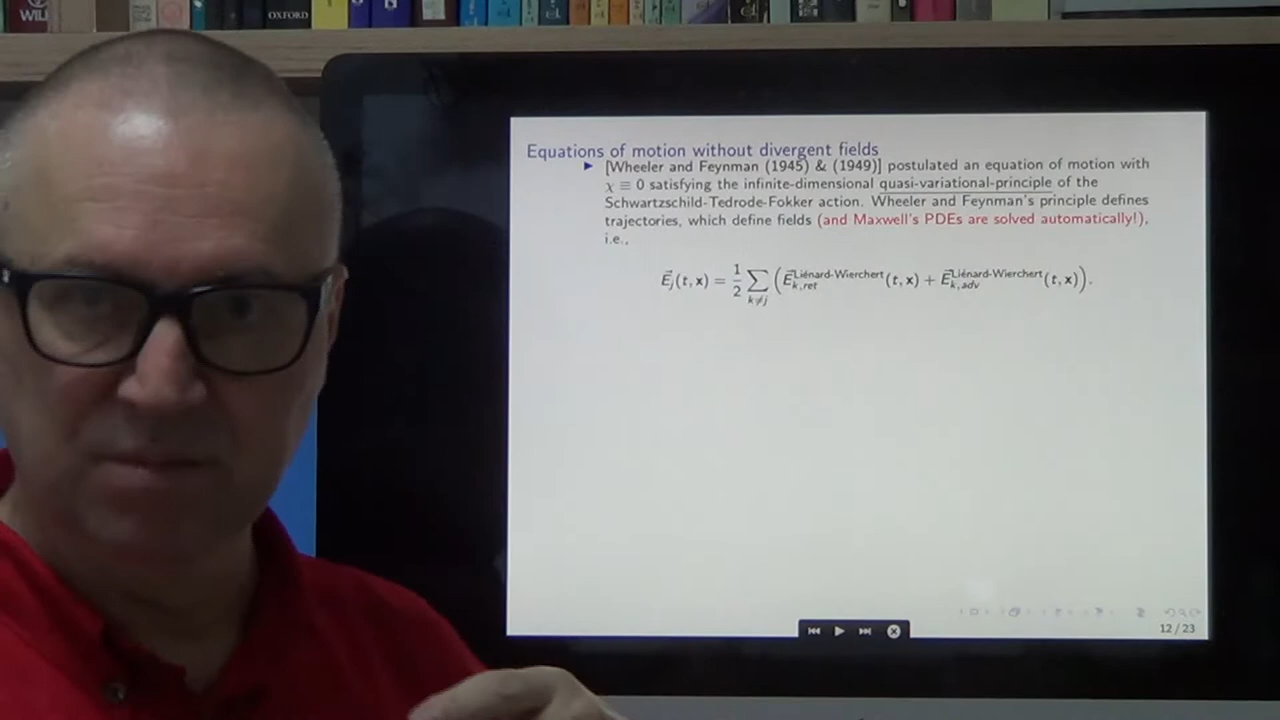 WIL
OXFORD
Equations of motion without divergent fields
▶ [Wheeler and Feynman (1945) & (1949)] postulated an equation of motion with
χ ≡ 0 satisfying the infinite-dimensional quasi-variational-principle of the
Schwartzschild-Tedrode-Fokker action. Wheeler and Feynman's principle defines
trajectories, which define fields (and Maxwell's PDEs are solved automatically!),
i.e.,
E⃗_j(t, x) = 1/2 ∑_{k≠j} (E⃗_{k,ret}^{Liénard-Wierchert}(t, x) + E⃗_{k,adv}^{Liénard-Wierchert}(t, x)).
12 / 23